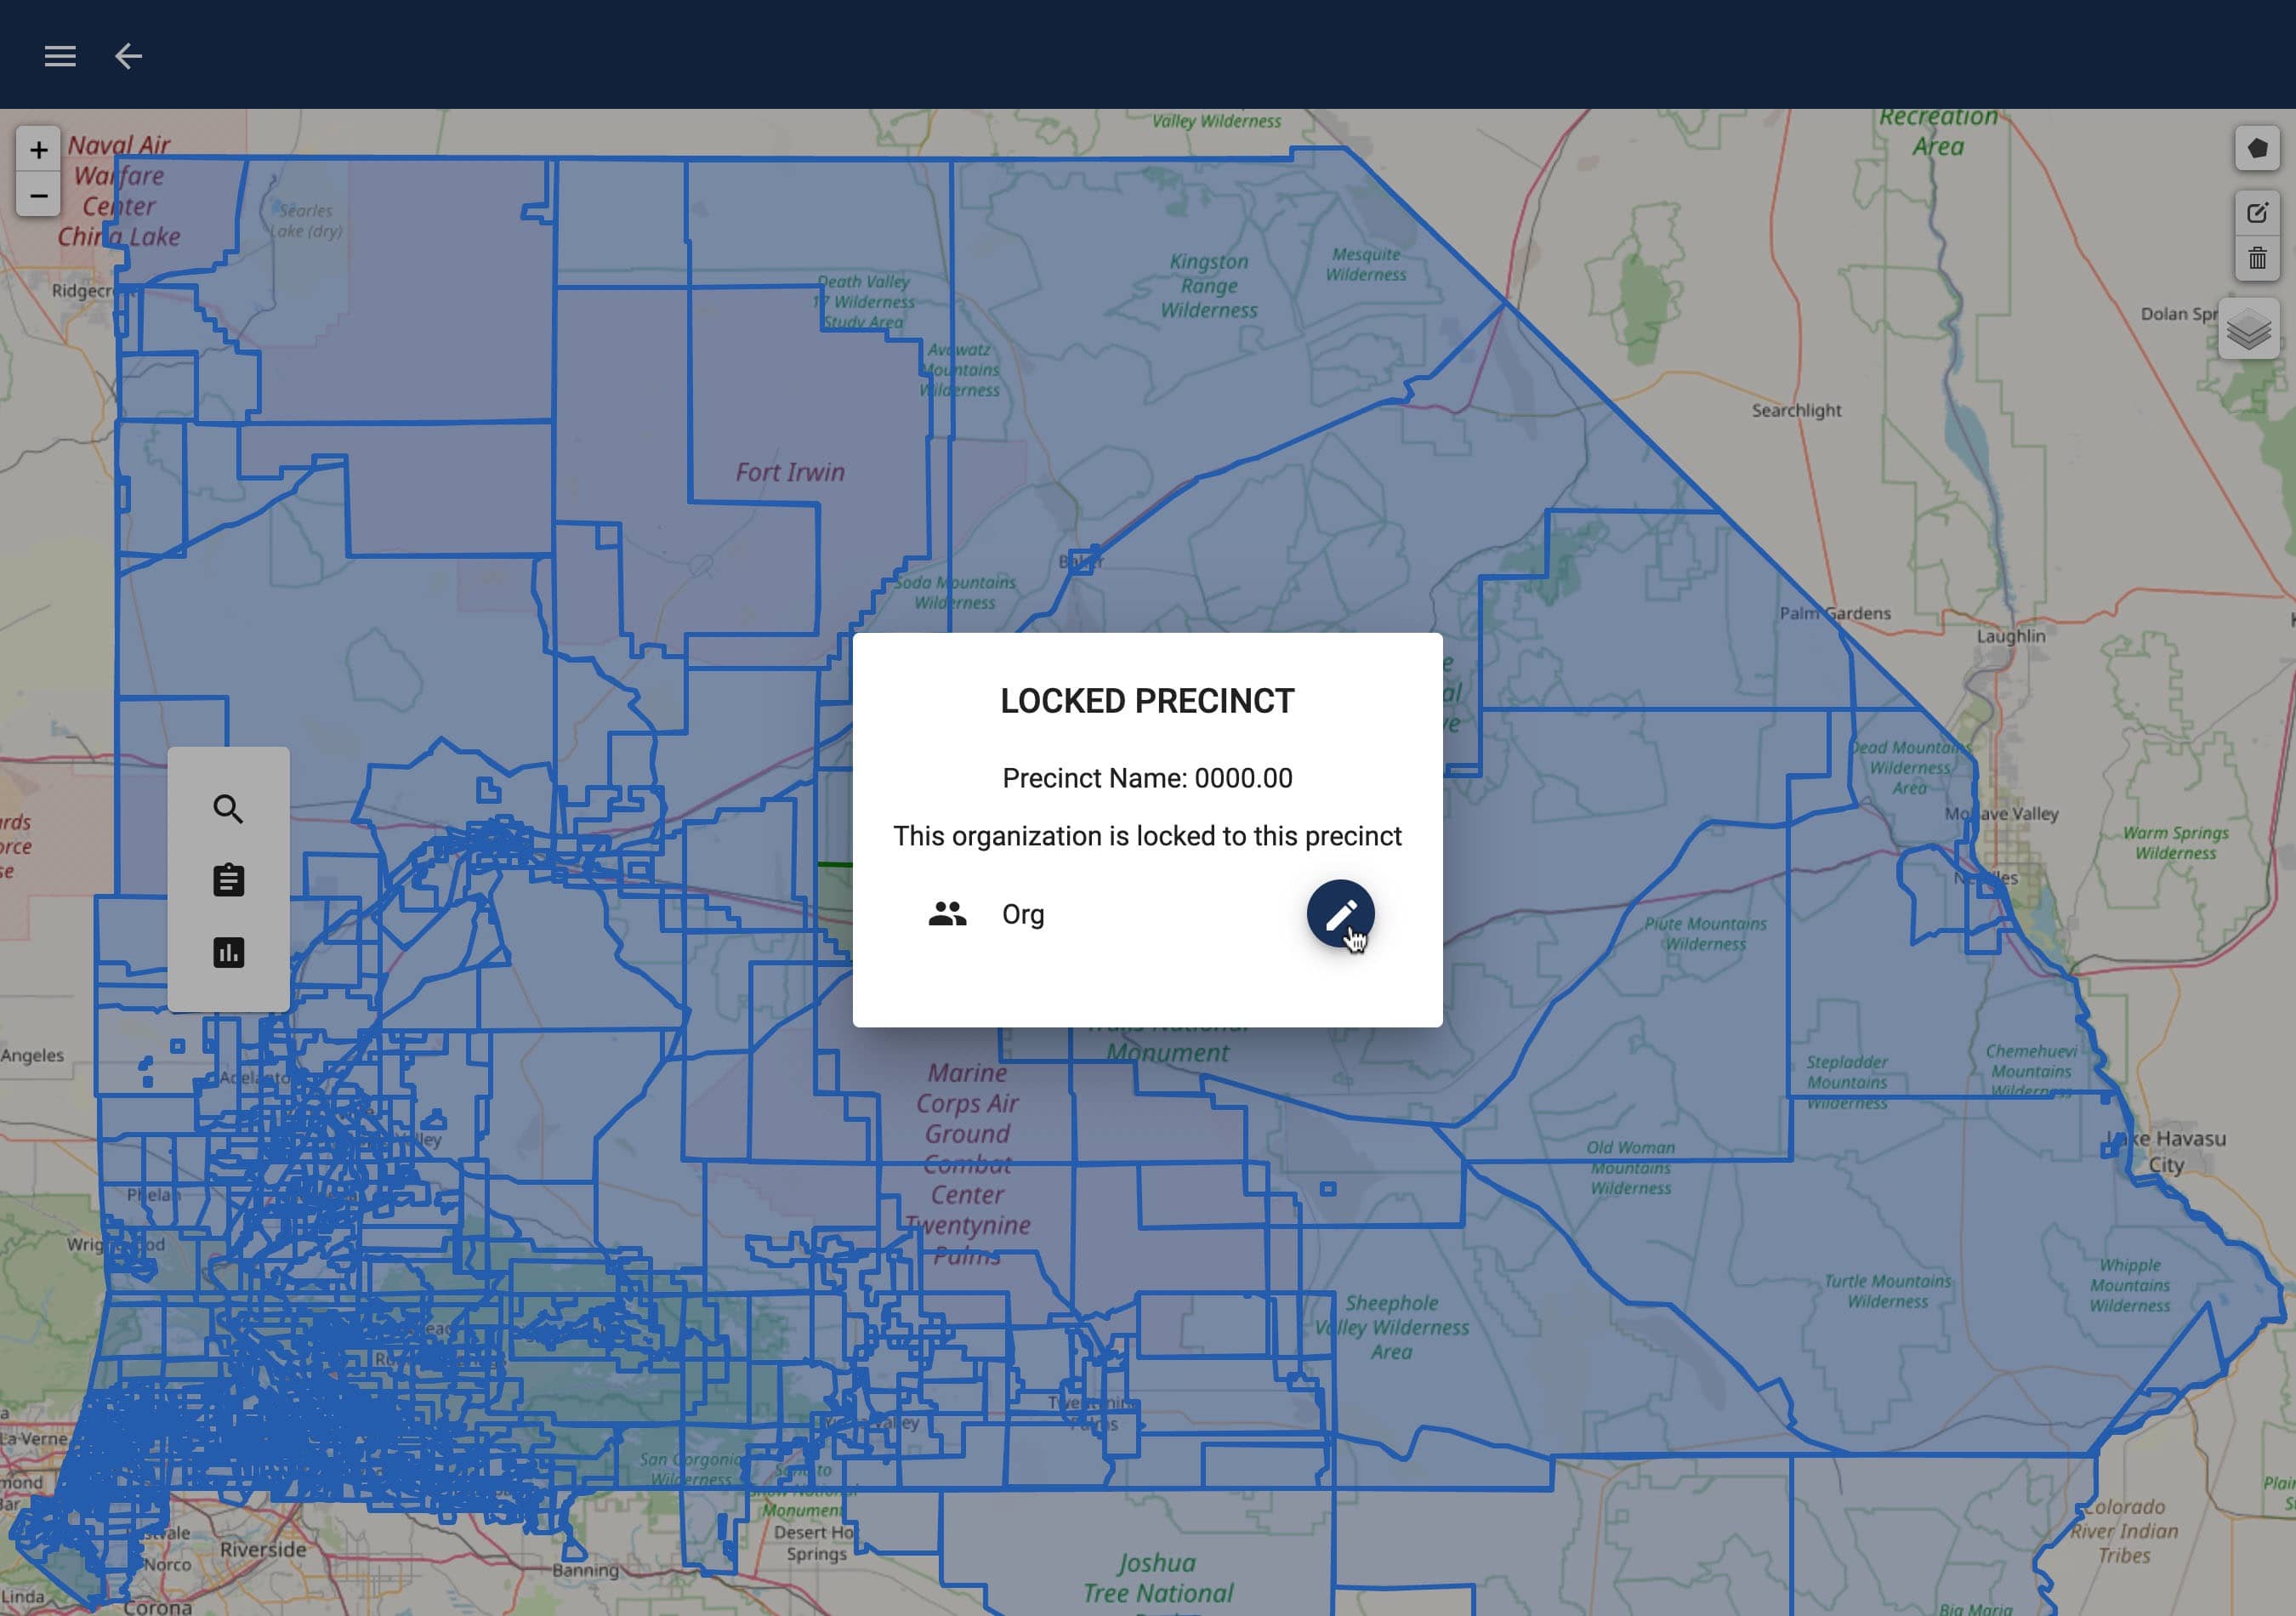 Valley Wilderness
Recreation
Area
Naval Air
Warfare
Center
China Lake
Searles
Lake (dry)
Kingston
Range
Wilderness
Mesquite
Wilderness
Death Valley
17 Wilderness
Study Area
Avawatz
Mountains
Wilderness
Dolan Spr
Searchlight
Fort Irwin
Baker
Soda Mountains
Wilderness
Palm Gardens
Laughlin
LOCKED PRECINCT
Precinct Name: 0000.00
This organization is locked to this precinct
Org
Dead Mountains
Wilderness
Area
Mohave Valley
Warm Springs
Wilderness
Needles
Piute Mountains
Wilderness
Angeles
Adelanto
Monument
Marine
Corps Air
Ground
Combat
Center
Twentynine
Palms
Stepladder
Mountains
Wilderness
Chemehuevi
Mountains
Wilderness
Lake Havasu
City
Old Woman
Mountains
Wilderness
Phelan
Wrightwood
Whipple
Mountains
Wilderness
Turtle Mountains
Wilderness
Sheephole
Valley Wilderness
Area
La Verne
San Gorgonio
Wilderness
Monument
Desert Ho
Springs
Colorado
River Indian
Tribes
Riverside
Norco
Banning
Joshua
Tree National
Linda
Corona
Big Maria